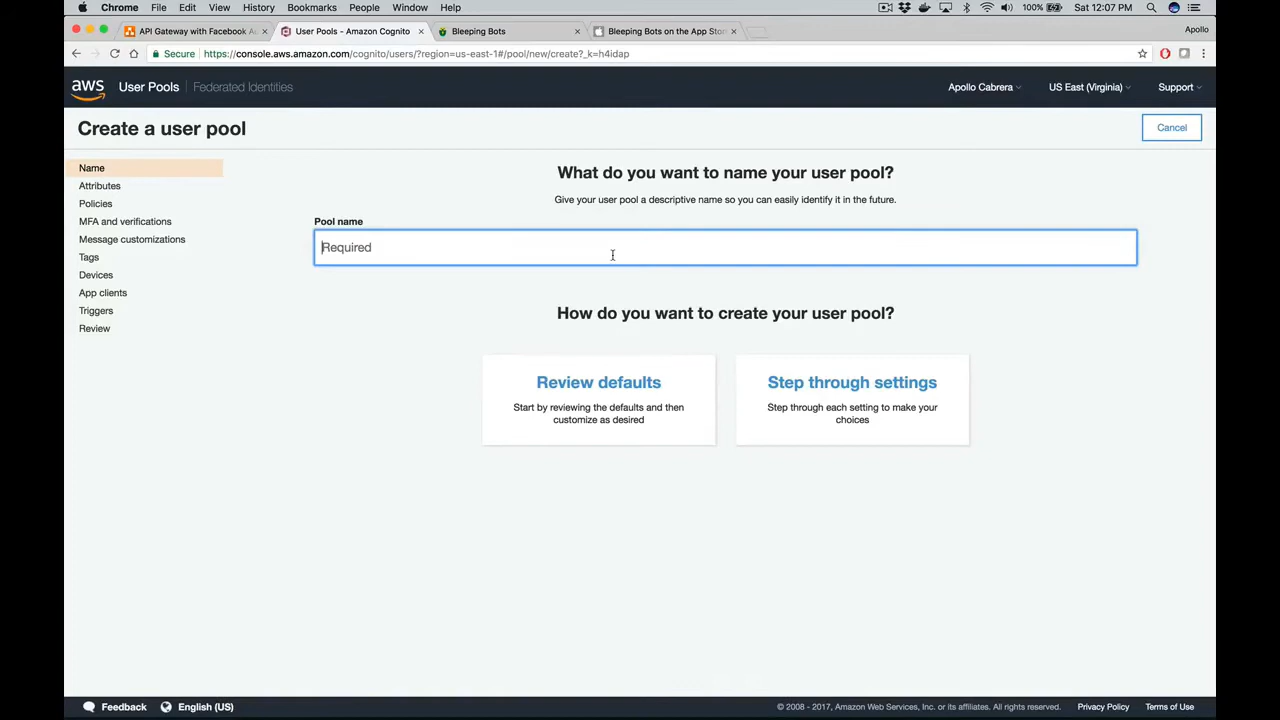 Chrome File Edit View History Bookmarks People Window Help 100% Sat 12:07 PM
API Gateway with Facebook A User Pools - Amazon Cognito Bleeping Bots Bleeping Bots on the App Stor Apollo
Secure https://console.aws.amazon.com/cognito/users/?region=us-east-1#/pool/new/create?_k=h4idap
aws User Pools Federated Identities Apollo Cabrera US East (Virginia) Support
Create a user pool Cancel
Name
Attributes
Policies
MFA and verifications
Message customizations
Tags
Devices
App clients
Triggers
Review
What do you want to name your user pool?
Give your user pool a descriptive name so you can easily identify it in the future.
Pool name
Required
How do you want to create your user pool?
Review defaults
Start by reviewing the defaults and then
customize as desired
Step through settings
Step through each setting to make your
choices
Feedback English (US) © 2008 - 2017, Amazon Web Services, Inc. or its affiliates. All rights reserved. Privacy Policy Terms of Use